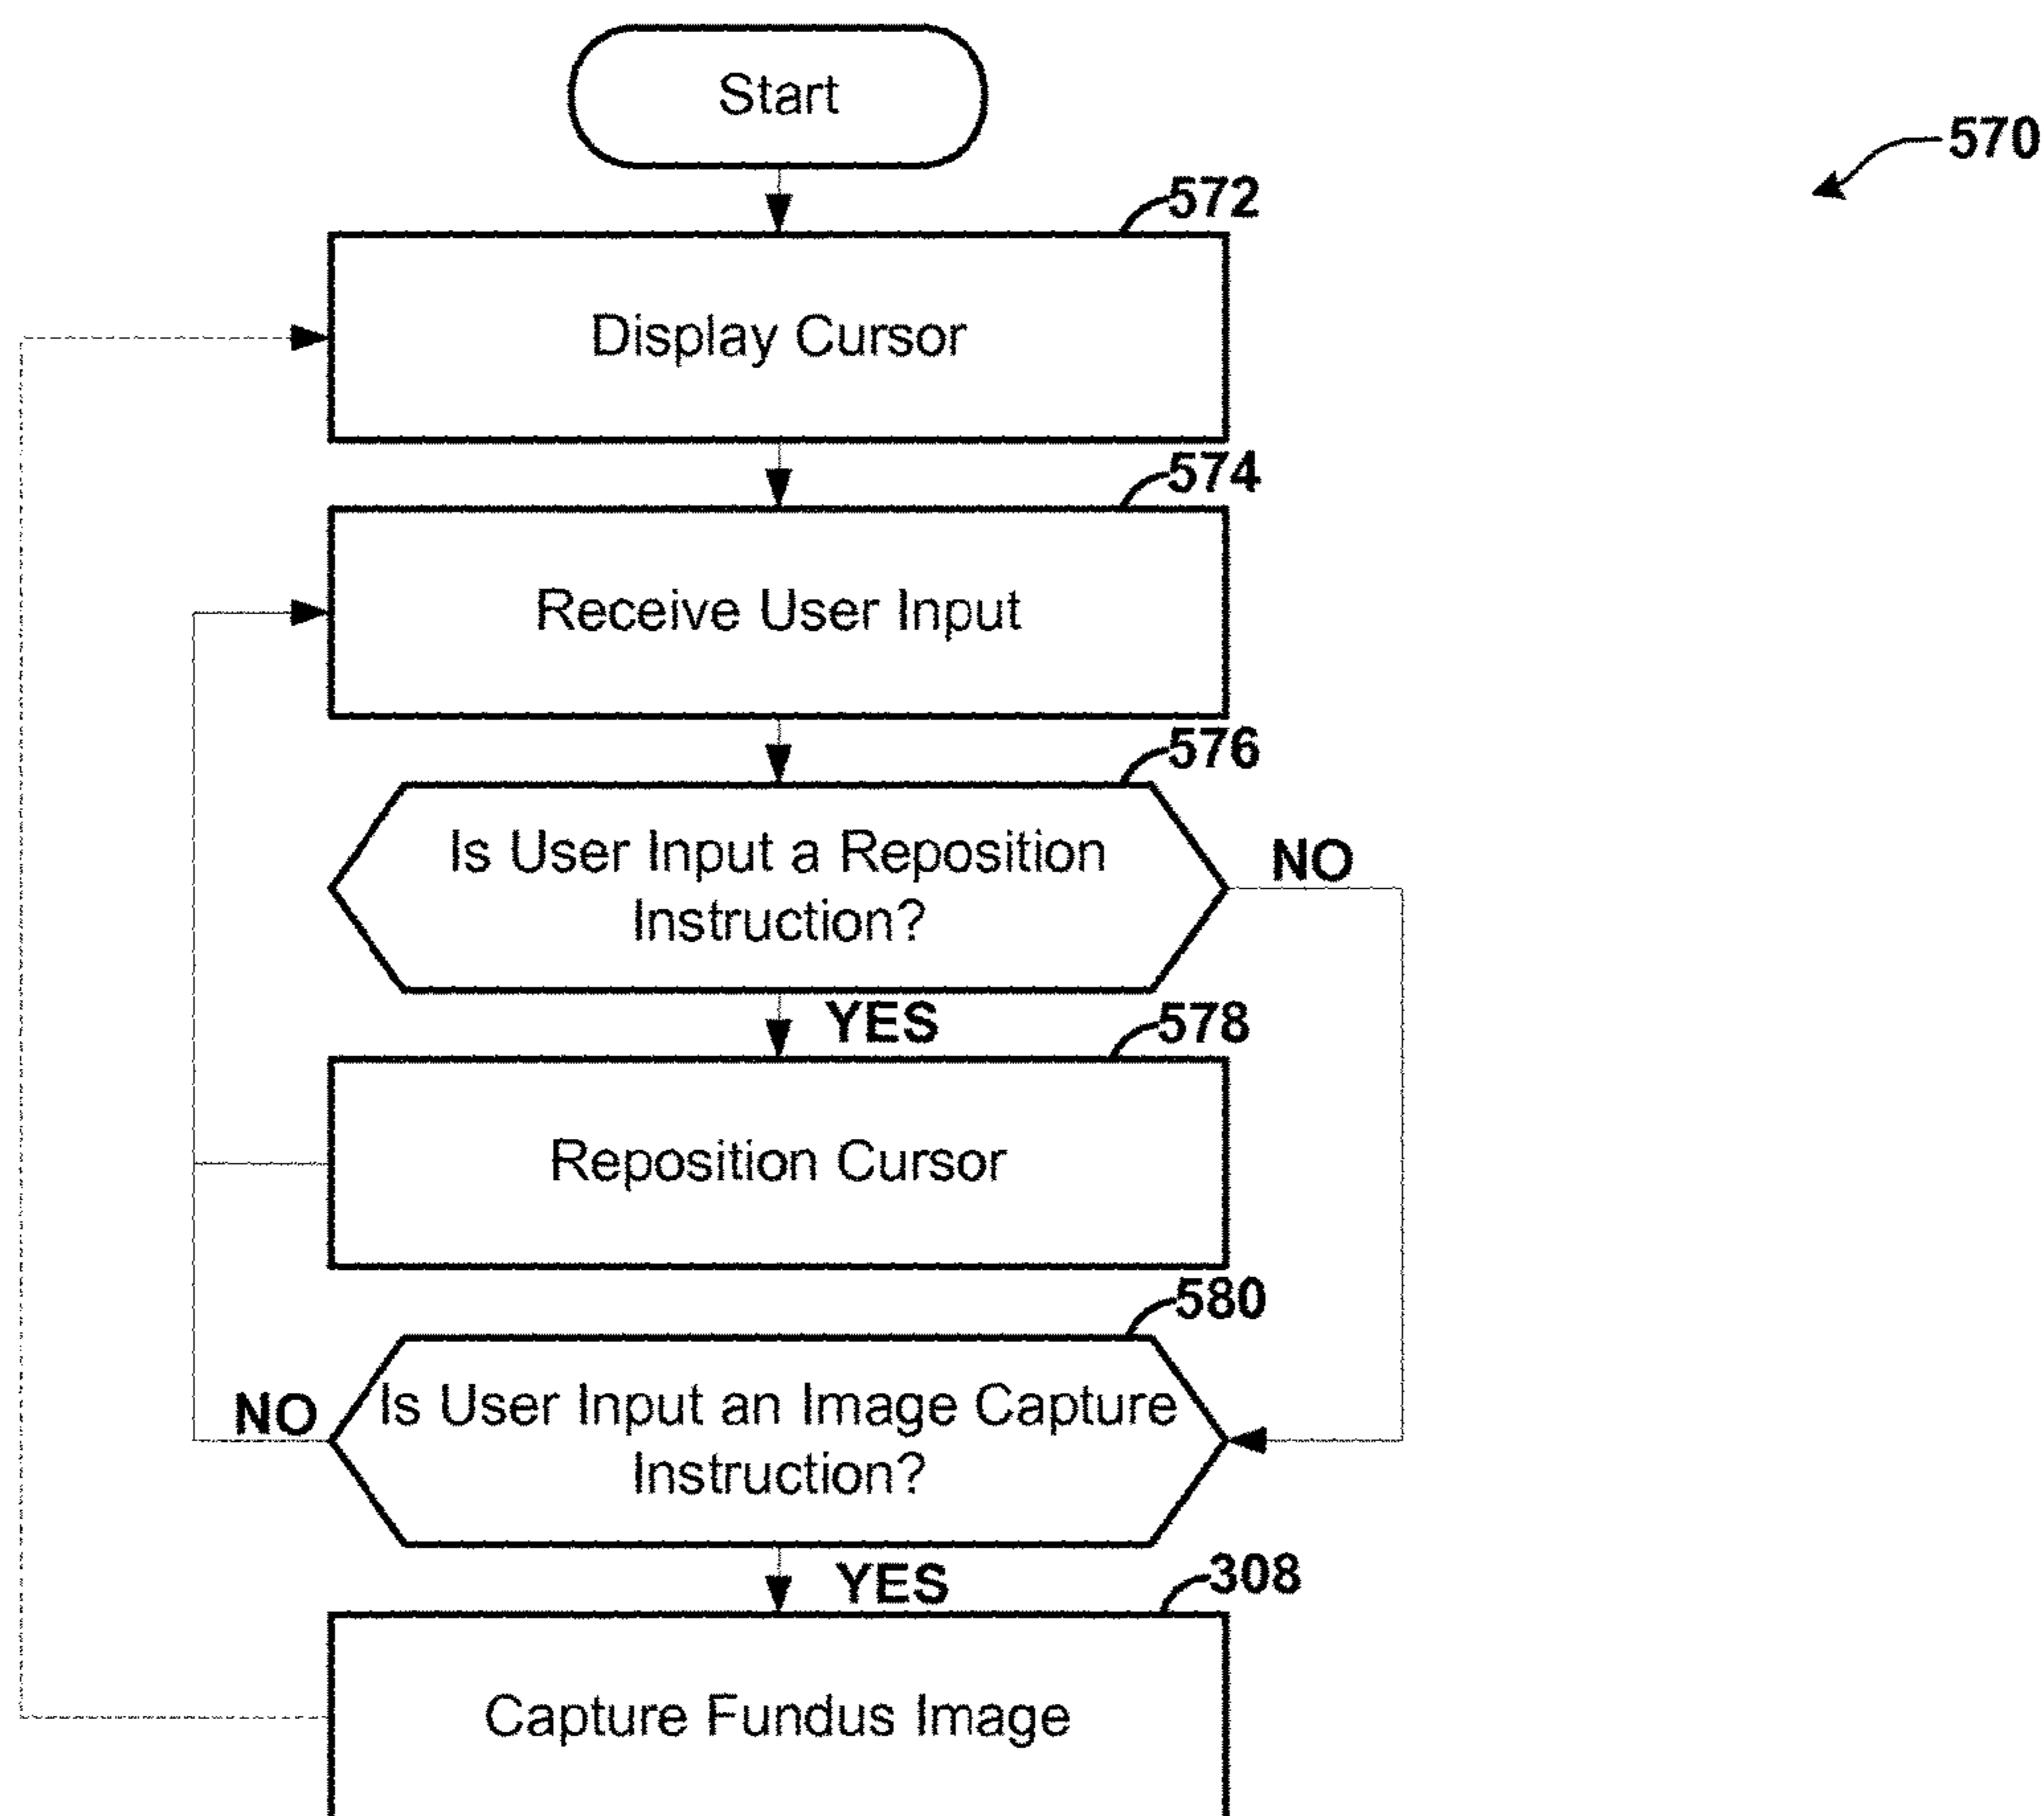 Start
570
572
Display Cursor
574
Receive User Input
576
Is User Input a Reposition
Instruction?
NO
YES
578
Reposition Cursor
580
NO
Is User Input an Image Capture
Instruction?
YES
308
Capture Fundus Image